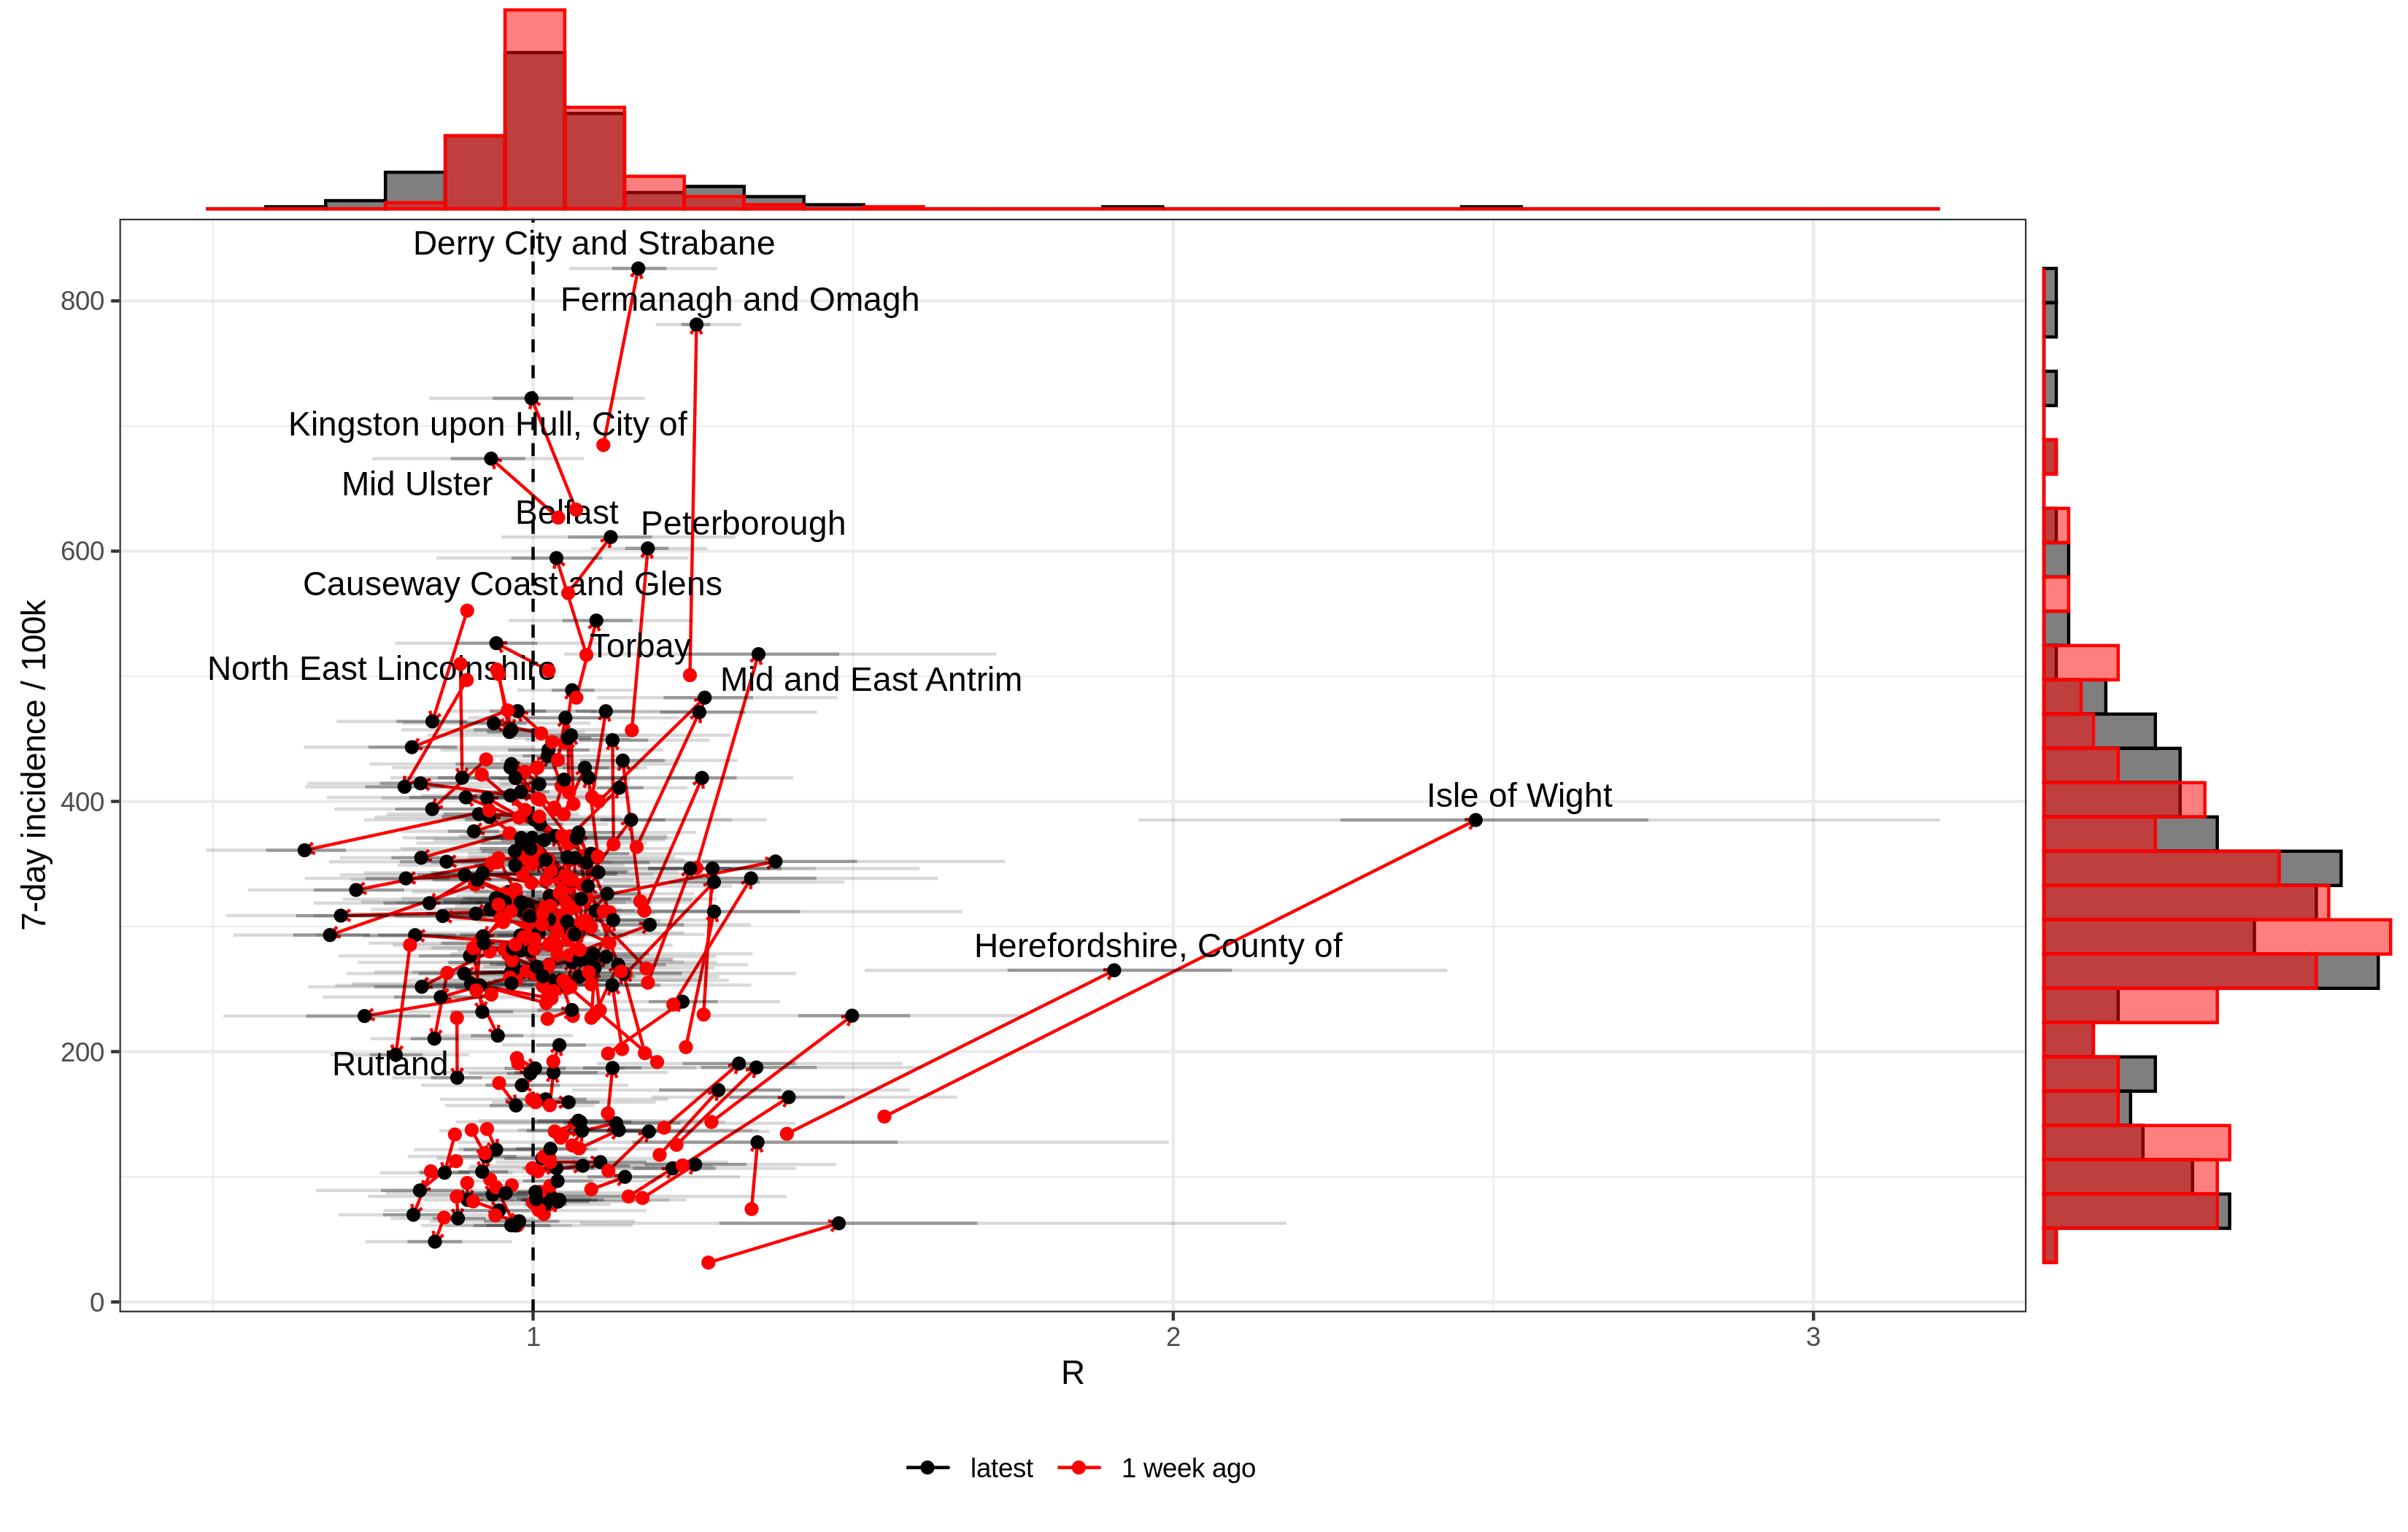 Derry City and Strabane
800
Fermanagh and Omagh
Kingston upon Hull, City of
Mid Ulster
Belfast
Peterborough
600
Causeway Coast and Glens
Torbay
North East Lincolnshire
Mid and East Antrim
7-day incidence / 100k
400
Isle of Wight
Herefordshire, County of
200
Rutland
0
1
2
3
R
latest
1 week ago